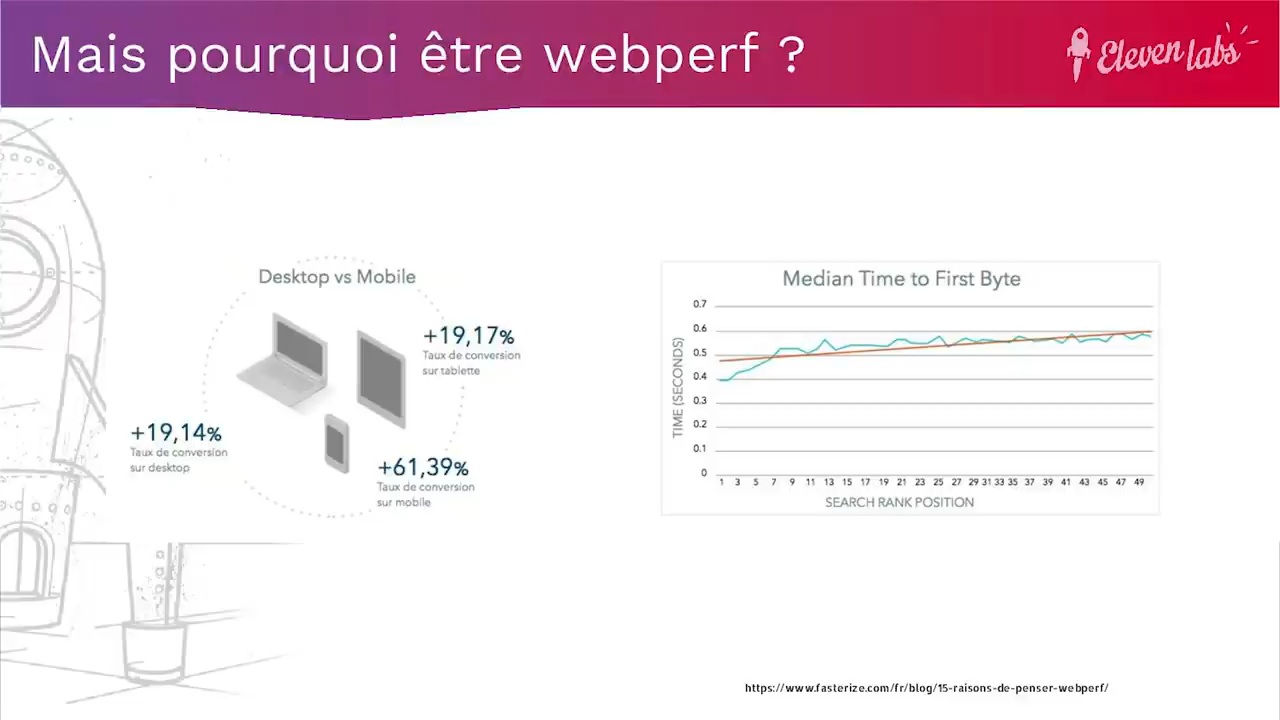 Mais pourquoi être webperf ?
Eleven labs
Desktop vs Mobile
+19,17%
Taux de conversion
sur tablette
+19,14%
Taux de conversion
sur desktop
+61,39%
Taux de conversion
sur mobile
Median Time to First Byte
TIME (SECONDS)
0.7
0.6
0.5
0.4
0.3
0.2
0.1
0
1 3 5 7 9 11 13 15 17 19 21 23 25 27 29 31 33 35 37 39 41 43 45 47 49
SEARCH RANK POSITION
https://www.fasterize.com/fr/blog/15-raisons-de-penser-webperf/